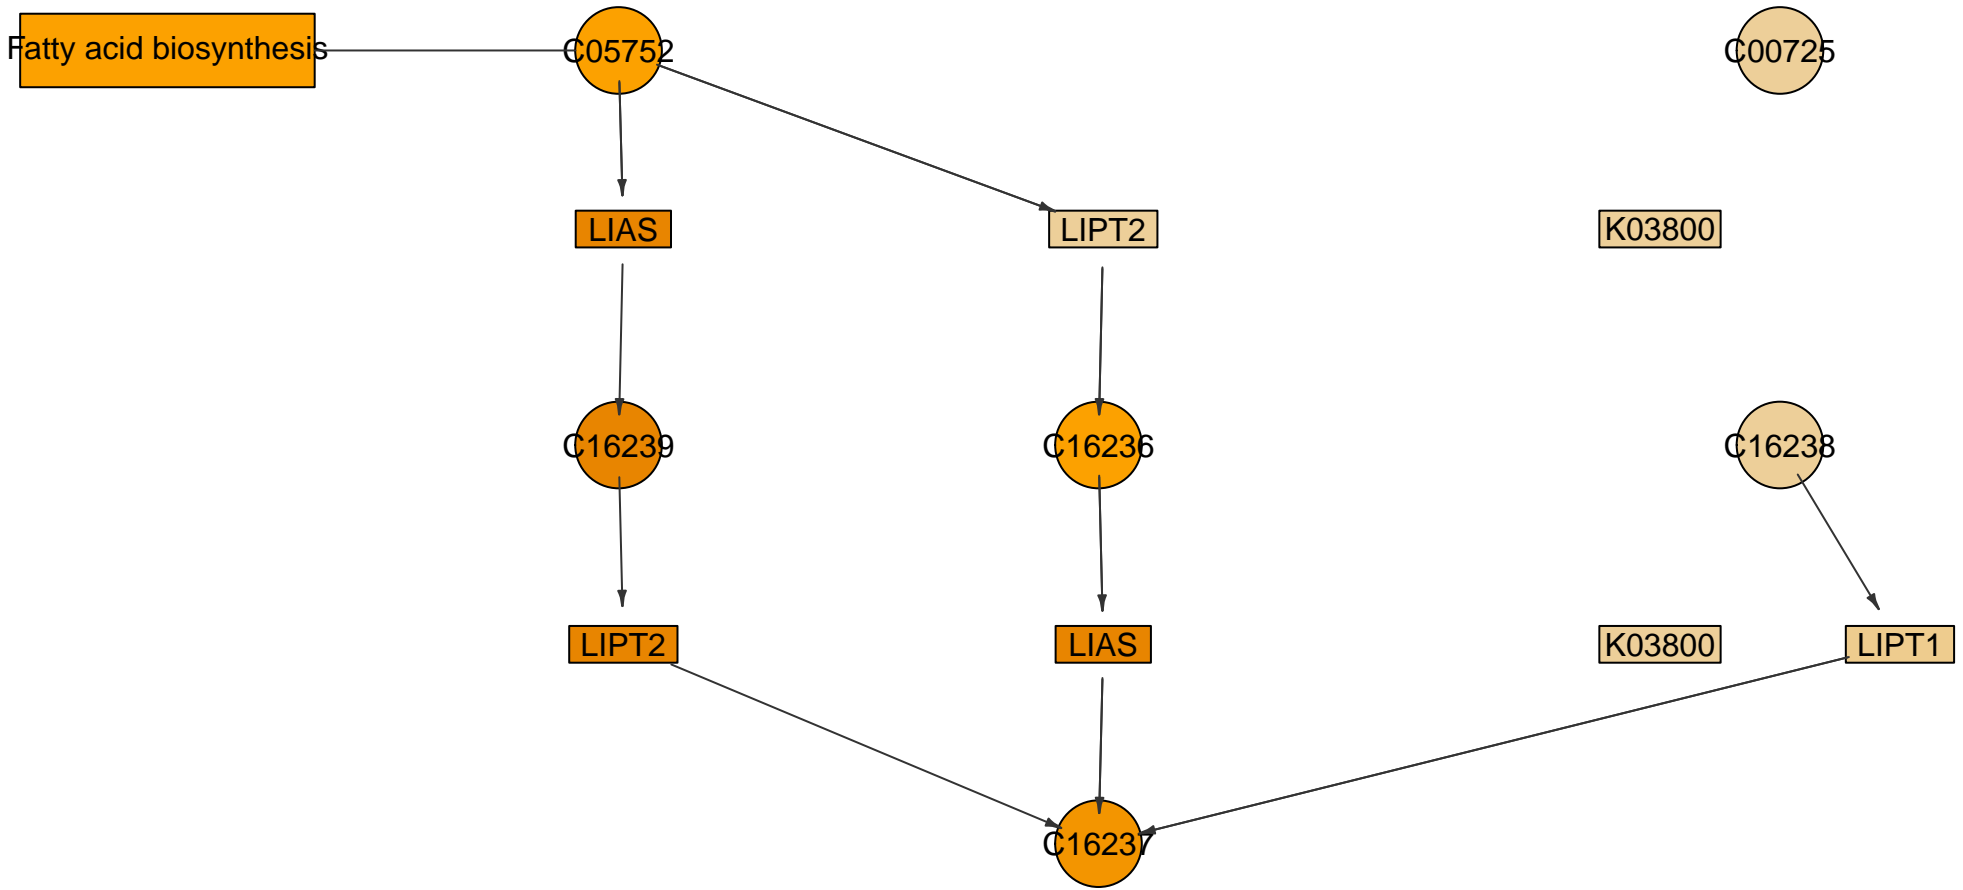 Fatty acid biosynthesis
C05752
C00725
LIAS
LIPT2
K03800
C16239
C16236
C16238
LIPT2
LIAS
K03800
LIPT1
C16237